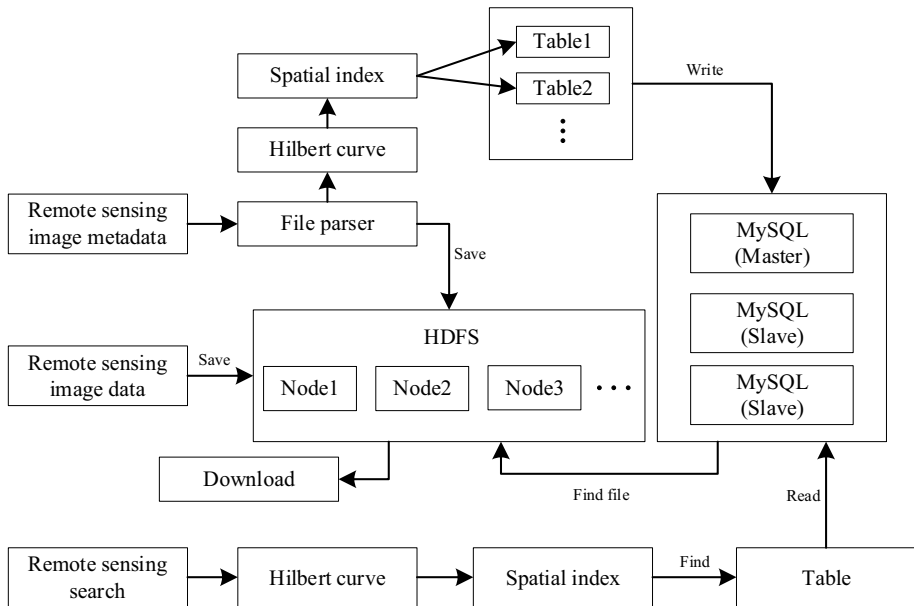 Table1
Spatial index
Table2
Write
Hilbert curve
Remote sensing
image metadata
File parser
Save
MySQL
(Master)
HDFS
MySQL
(Slave)
Remote sensing
image data
Save
Node1
Node2
Node3
MySQL
(Slave)
Download
Find file
Read
Remote sensing
search
Hilbert curve
Spatial index
Find
Table